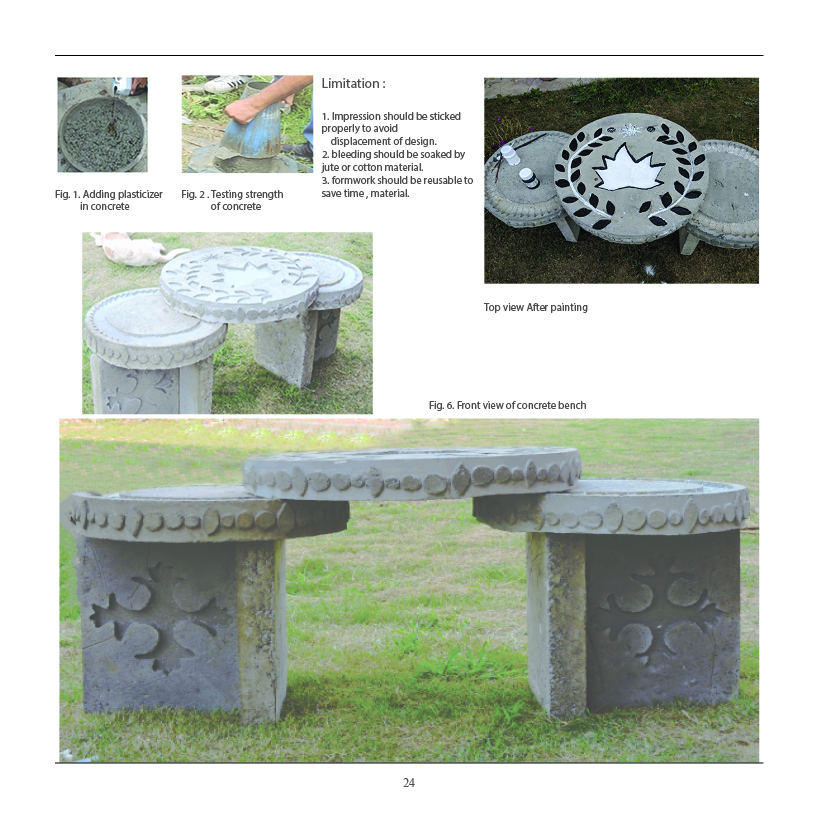 Limitation :
1. Impression should be sticked
properly to avoid
displacement of design.
2. bleeding should be soaked by
jute or cotton material.
3. formwork should be reusable to
save time , material.
Fig. 1. Adding plasticizer
in concrete
Fig. 2 . Testing strength
of concrete
Top view After painting
Fig. 6. Front view of concrete bench
24